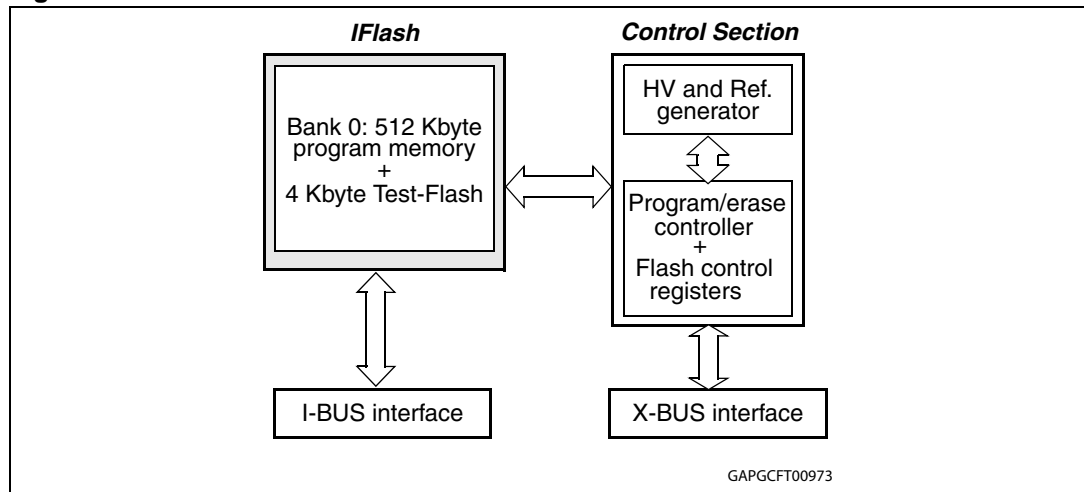 IFlash
Control Section
Bank 0: 512 Kbyte
program memory
+
4 Kbyte Test-Flash
HV and Ref.
generator
Program/erase
controller
+
Flash control
registers
I-BUS interface
X-BUS interface
GAPGCFT00973